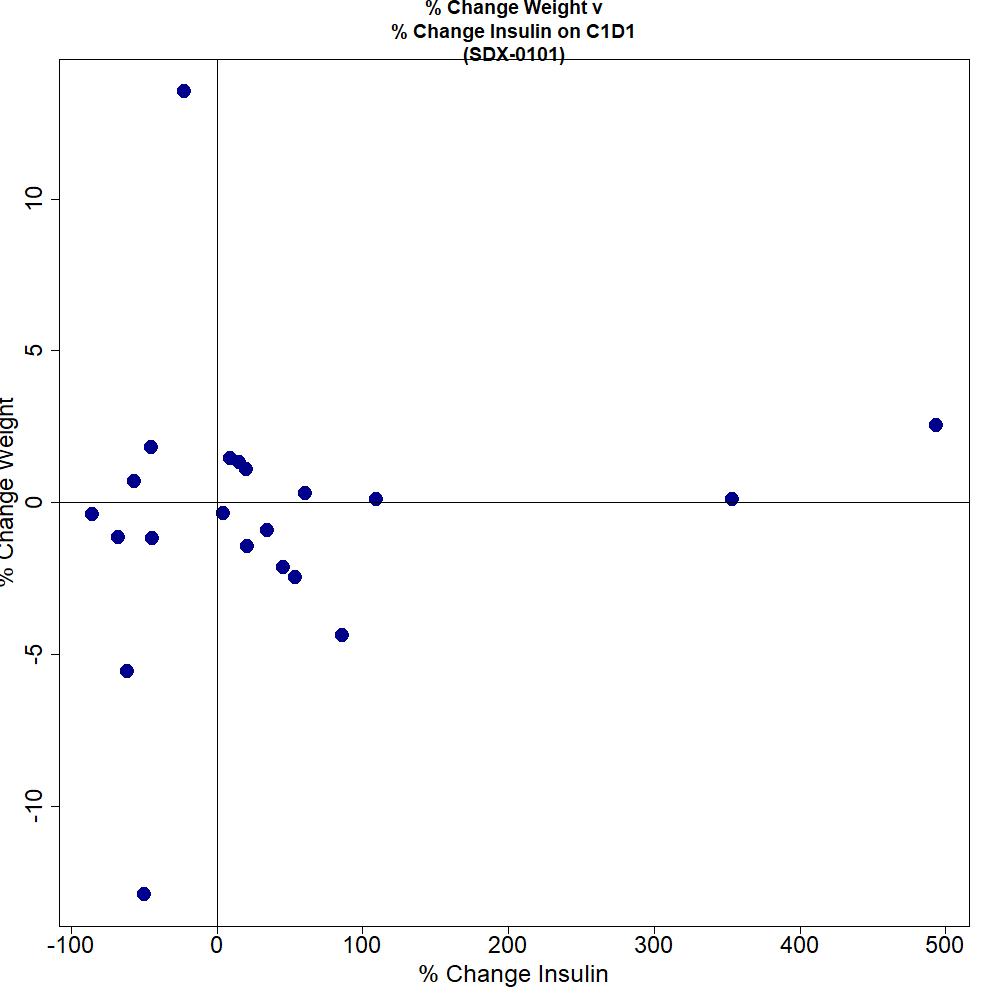 % Change Weight v
% Change Insulin on C1D1
(SDX-0101)
% Change Weight
10
5
0
-5
-10
-100 0 100 200 300 400 500
% Change Insulin